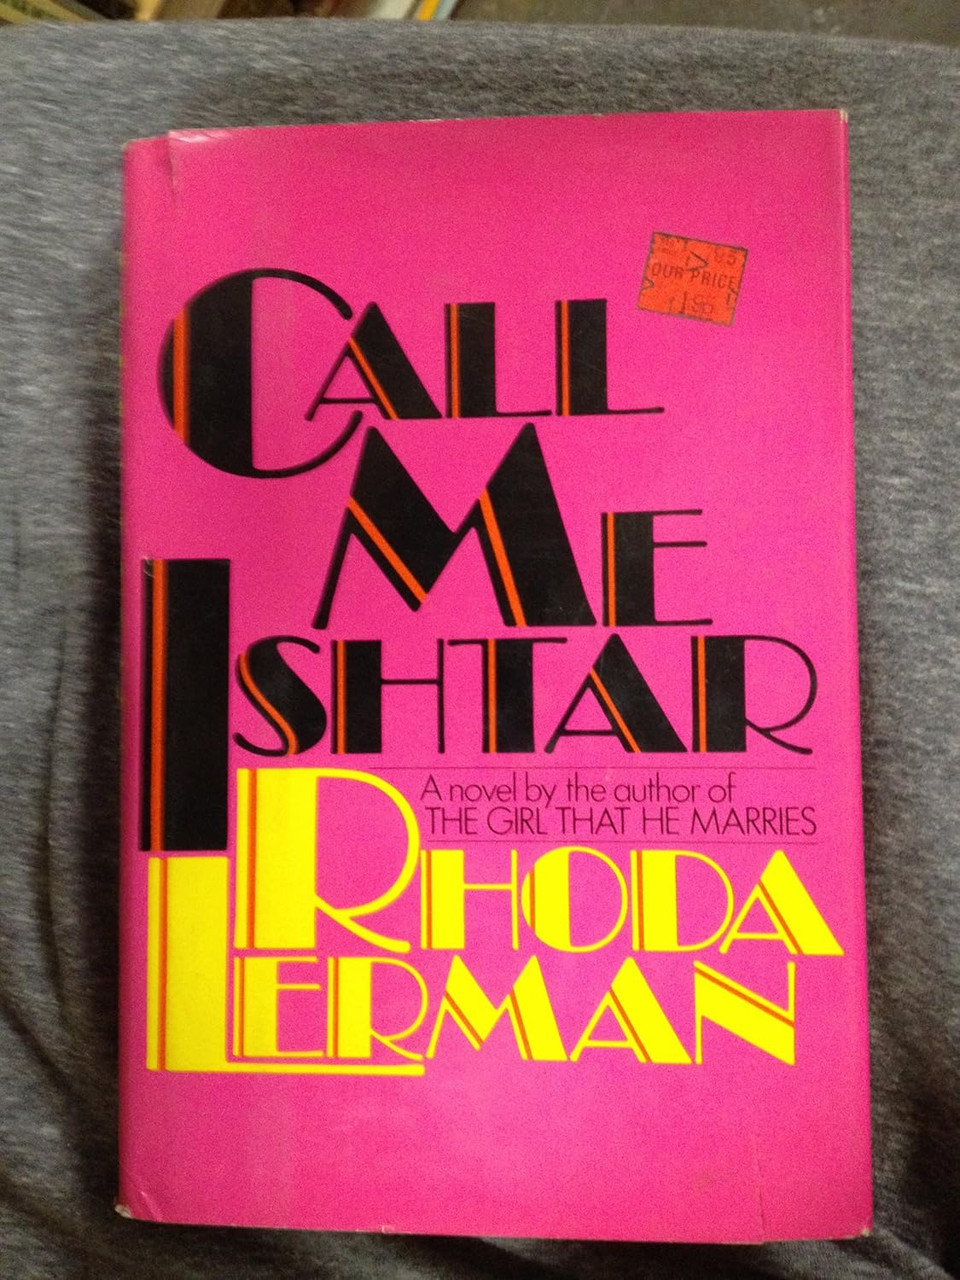 OUR PRICE
CALL
ME
ISHTAR
A novel by the author of
THE GIRL THAT HE MARRIES
RHODA
LERMAN